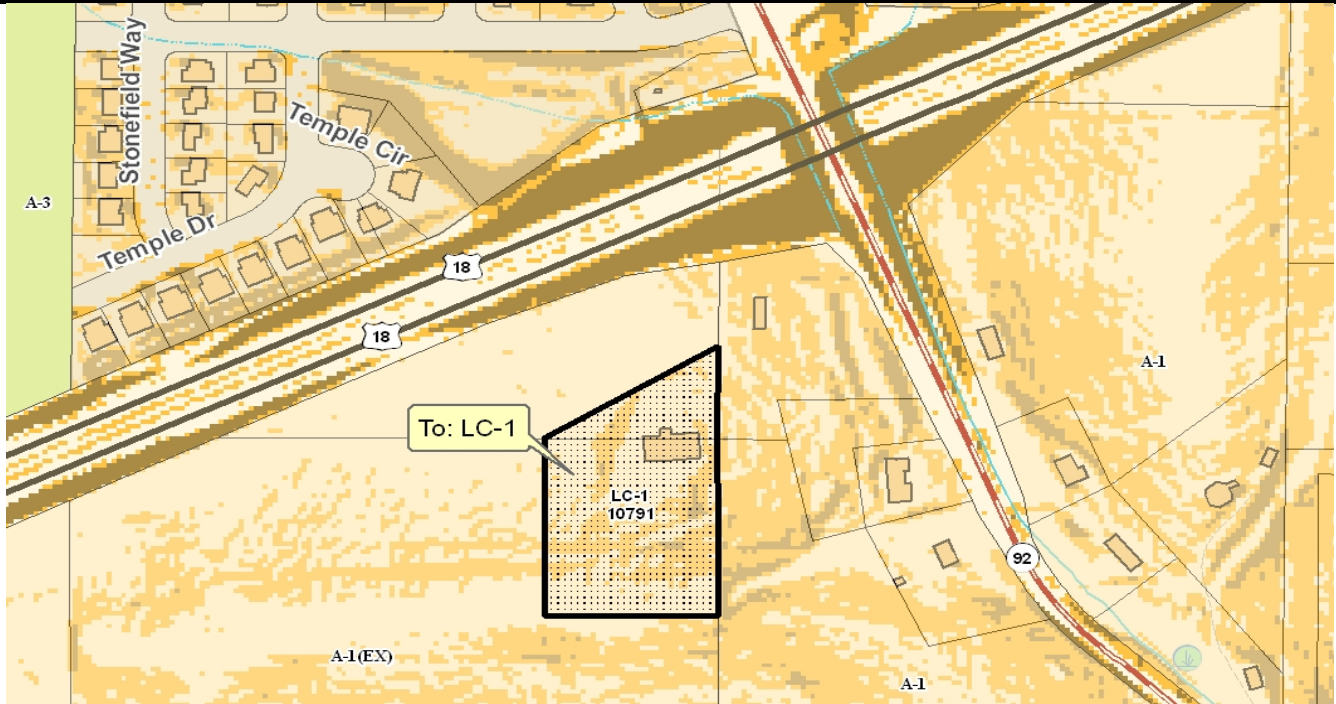 Stonefield Way
Temple Cir
A-3
Temple Dr
18
18
A-1
To: LC-1
LC-1
10791
92
A-1(EX)
A-1